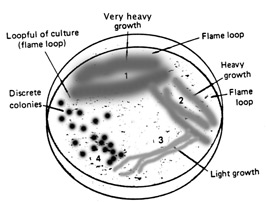 Very heavy
growth
Loopful of culture
(flame loop)
Flame loop
Heavy
growth
Flame
loop
Discrete
colonies
Light growth
1
2
3
4